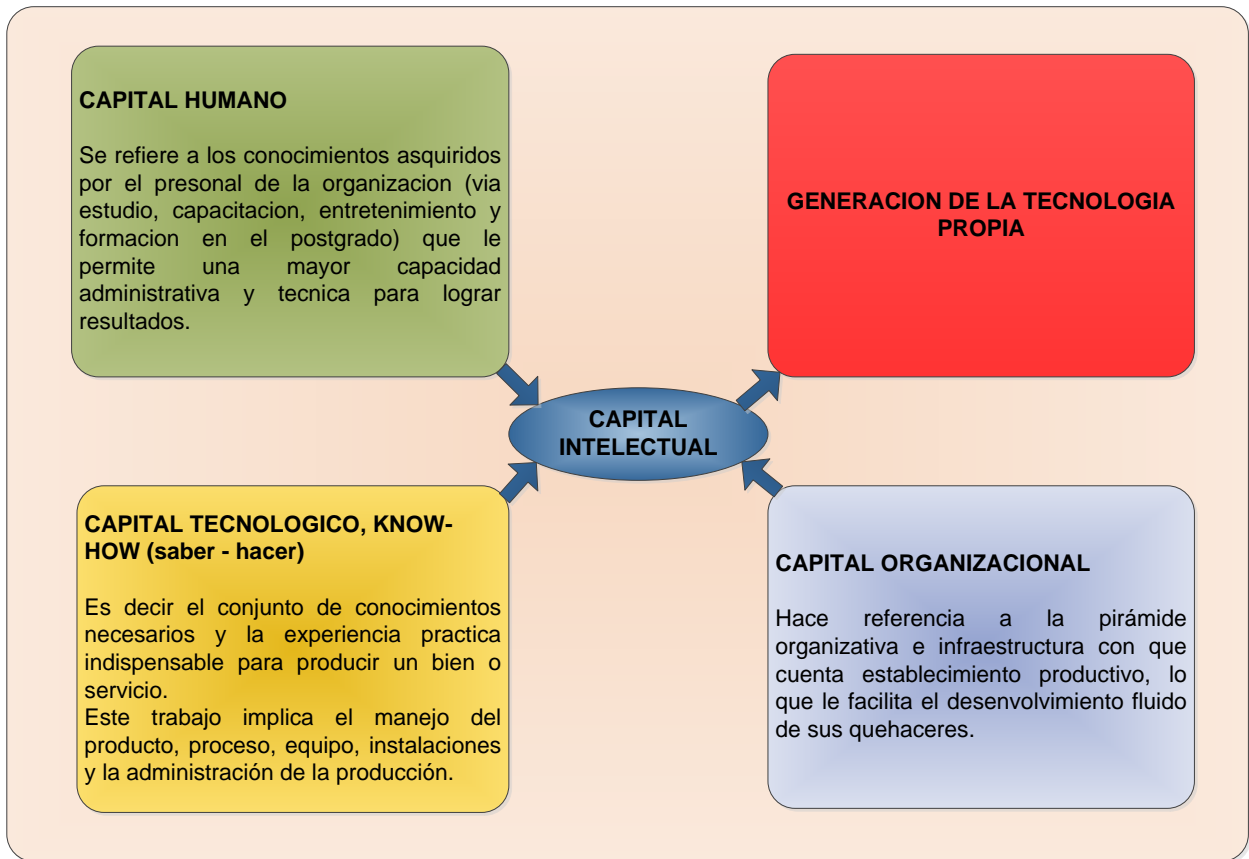 CAPITAL HUMANO
Se refiere a los conocimientos asquiridos
por el presonal de la organizacion (via
estudio, capacitacion, entretenimiento y
formacion en el postgrado) que le
permite una mayor capacidad
administrativa y tecnica para lograr
resultados.
GENERACION DE LA TECNOLOGIA
PROPIA
CAPITAL
INTELECTUAL
CAPITAL TECNOLOGICO, KNOW-
HOW (saber - hacer)
Es decir el conjunto de conocimientos
necesarios y la experiencia practica
indispensable para producir un bien o
servicio.
Este trabajo implica el manejo del
producto, proceso, equipo, instalaciones
y la administración de la producción.
CAPITAL ORGANIZACIONAL
Hace referencia a la pirámide
organizativa e infraestructura con que
cuenta establecimiento productivo, lo
que le facilita el desenvolvimiento fluido
de sus quehaceres.